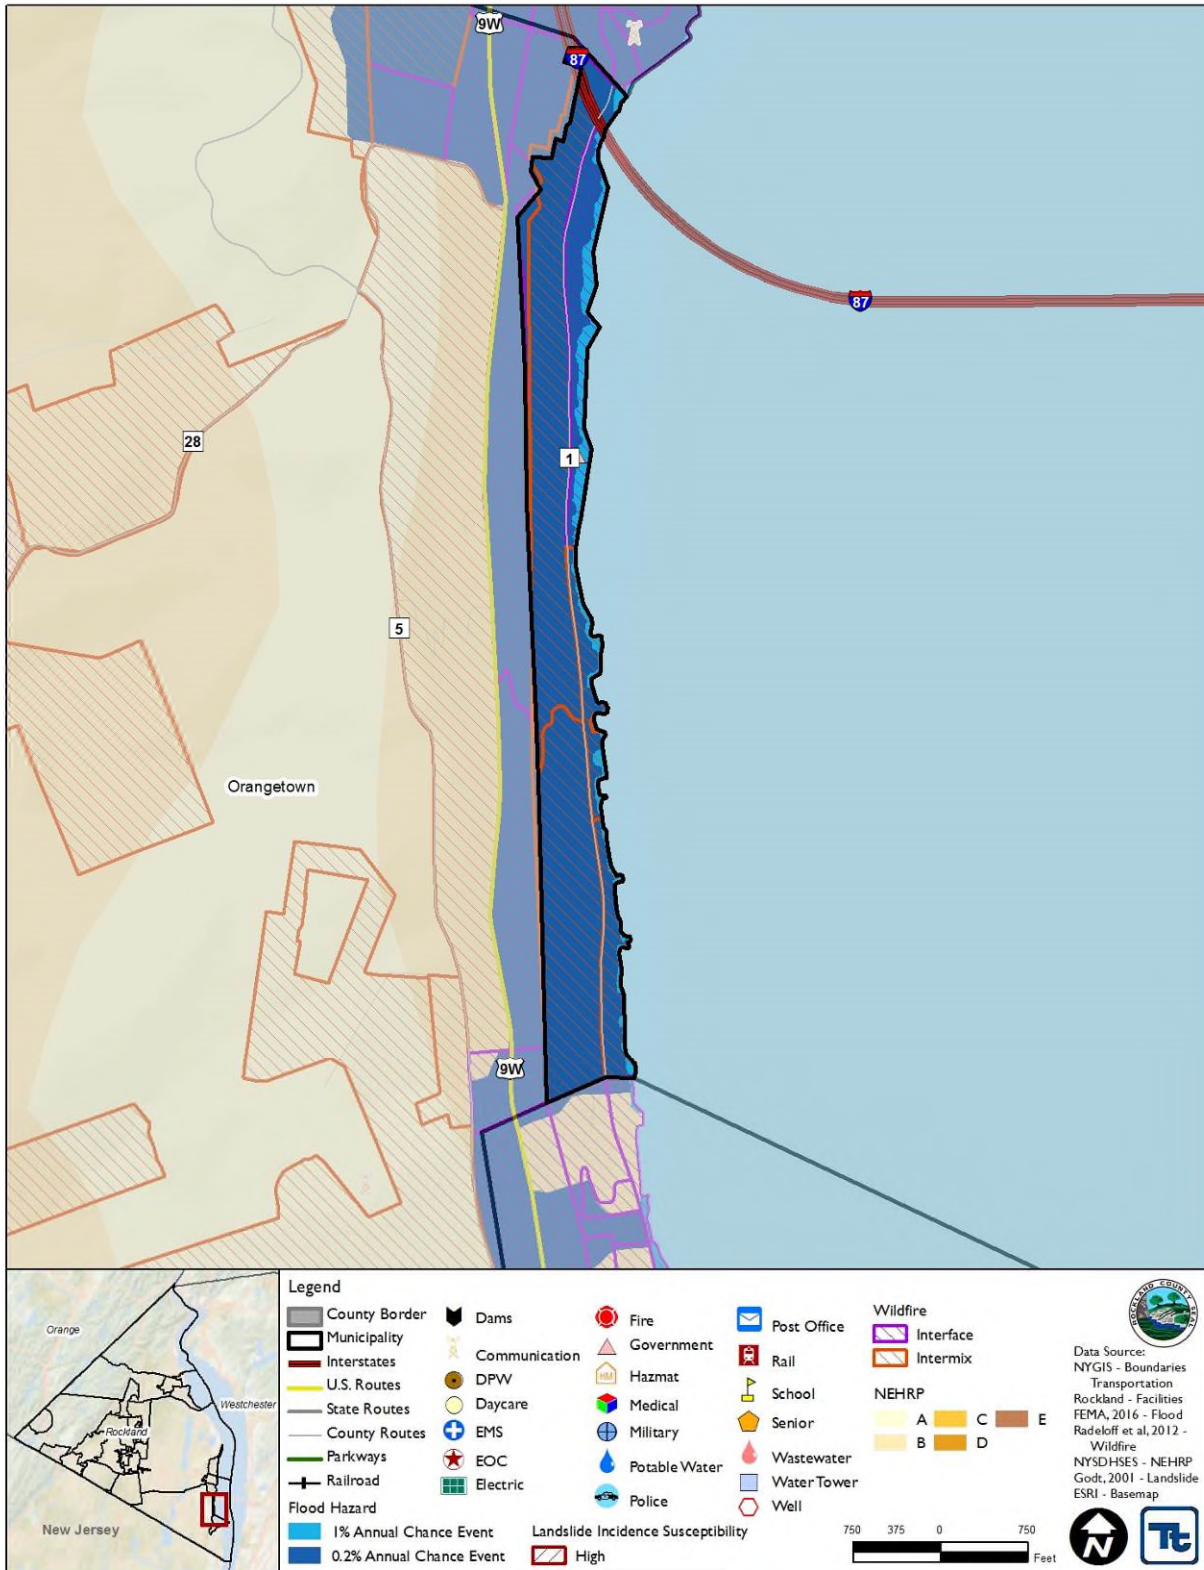 9W
87
87
28
1
5
Orangetown
9W
Orange
Westchester
Rockland
New Jersey
Legend
County Border
Municipality
Interstates
U.S. Routes
State Routes
County Routes
Parkways
Railroad
Dams
Communication
DPW
Daycare
EMS
EOC
Electric
Fire
Government
HM
Hazmat
Medical
Military
Potable Water
Police
Post Office
Rail
School
Senior
Wastewater
Water Tower
Well
Wildfire
Interface
Intermix
NEHRP
A C E
B D
Flood Hazard
1% Annual Chance Event
0.2% Annual Chance Event
Landslide Incidence Susceptibility
High
750 375 0 750
Feet
ROCKLAND COUNTY SEAL
Data Source:
NYGIS - Boundaries
Transportation
Rockland - Facilities
FEMA, 2016 - Flood
Radeloff et al, 2012 -
Wildfire
NYSDHSES - NEHRP
Godt, 2001 - Landslide
ESRI - Basemap
N
Tt